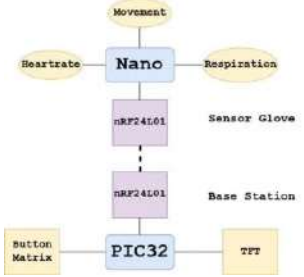 Movement
Heartrate
Nano
Respiration
nRF24L01
Sensor Glove
nRF24L01
Base Station
Button
Matrix
PIC32
TFT